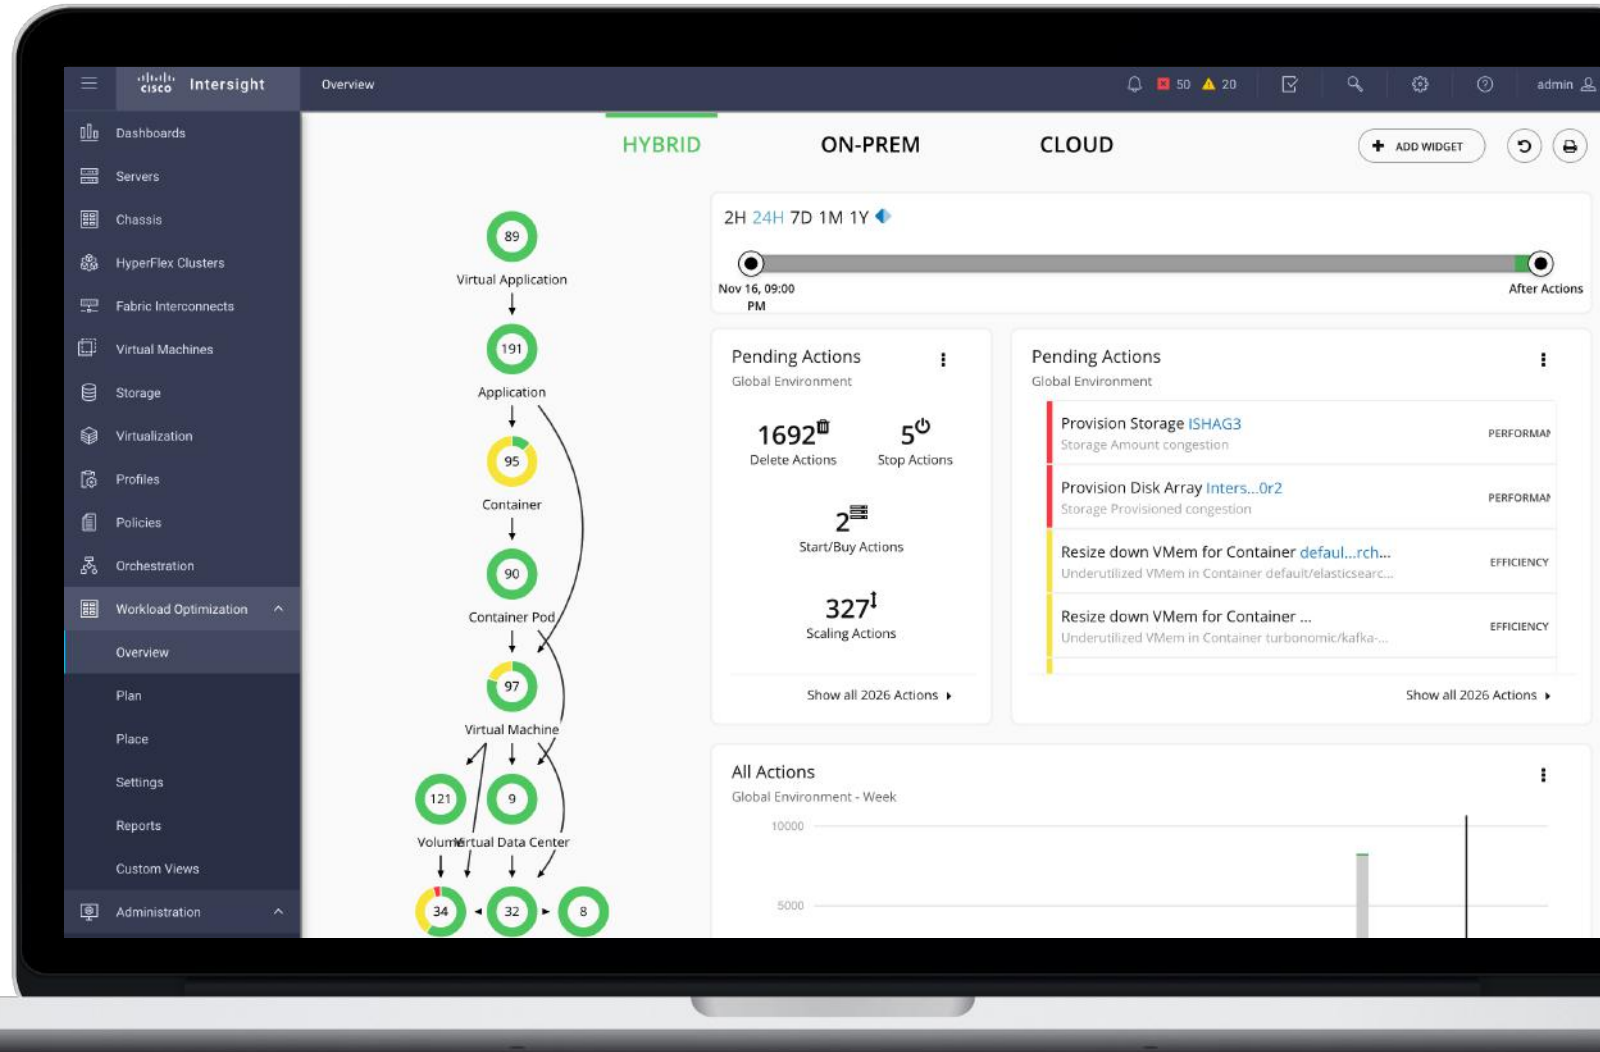 cisco Intersight
Overview
50
20
admin
Dashboards
Servers
Chassis
HyperFlex Clusters
Fabric Interconnects
Virtual Machines
Storage
Virtualization
Profiles
Policies
Orchestration
Workload Optimization
Overview
Plan
Place
Settings
Reports
Custom Views
Administration
HYBRID
ON-PREM
CLOUD
+ ADD WIDGET
89
Virtual Application
191
Application
95
Container
90
Container Pod
97
Virtual Machine
121
9
Volume
Virtual Data Center
34
32
8
2H 24H 7D 1M 1Y
Nov 16, 09:00
PM
After Actions
Pending Actions
Global Environment
1692
Delete Actions
5
Stop Actions
2
Start/Buy Actions
327
Scaling Actions
Show all 2026 Actions
Pending Actions
Global Environment
Provision Storage ISHAG3
Storage Amount congestion
PERFORMAN
Provision Disk Array Inters...0r2
Storage Provisioned congestion
PERFORMAN
Resize down VMem for Container defaul...rch...
Underutilized VMem in Container default/elasticsearc...
EFFICIENCY
Resize down VMem for Container ...
Underutilized VMem in Container turbonomic/kafka-...
EFFICIENCY
Show all 2026 Actions
All Actions
Global Environment - Week
10000
5000